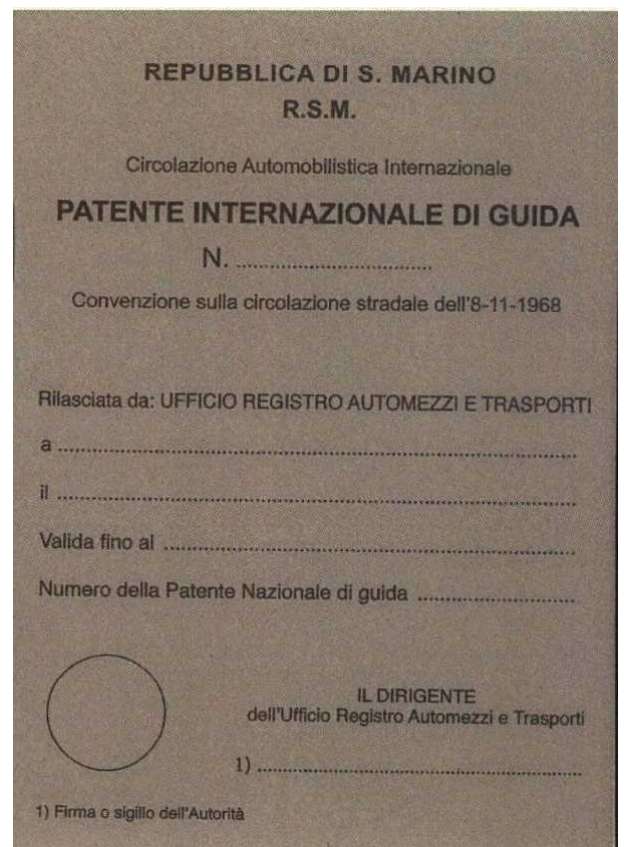 REPUBBLICA DI S. MARINO
R.S.M.
Circolazione Automobilistica Internazionale
PATENTE INTERNAZIONALE DI GUIDA
N. ..............................
Convenzione sulla circolazione stradale dell'8-11-1968
Rilasciata da: UFFICIO REGISTRO AUTOMEZZI E TRASPORTI
a ................................................................................
il ................................................................................
Valida fino al ................................................................
Numero della Patente Nazionale di guida ........................
IL DIRIGENTE
dell'Ufficio Registro Automezzi e Trasporti
1) ..................................................
1) Firma o sigillo dell'Autorità